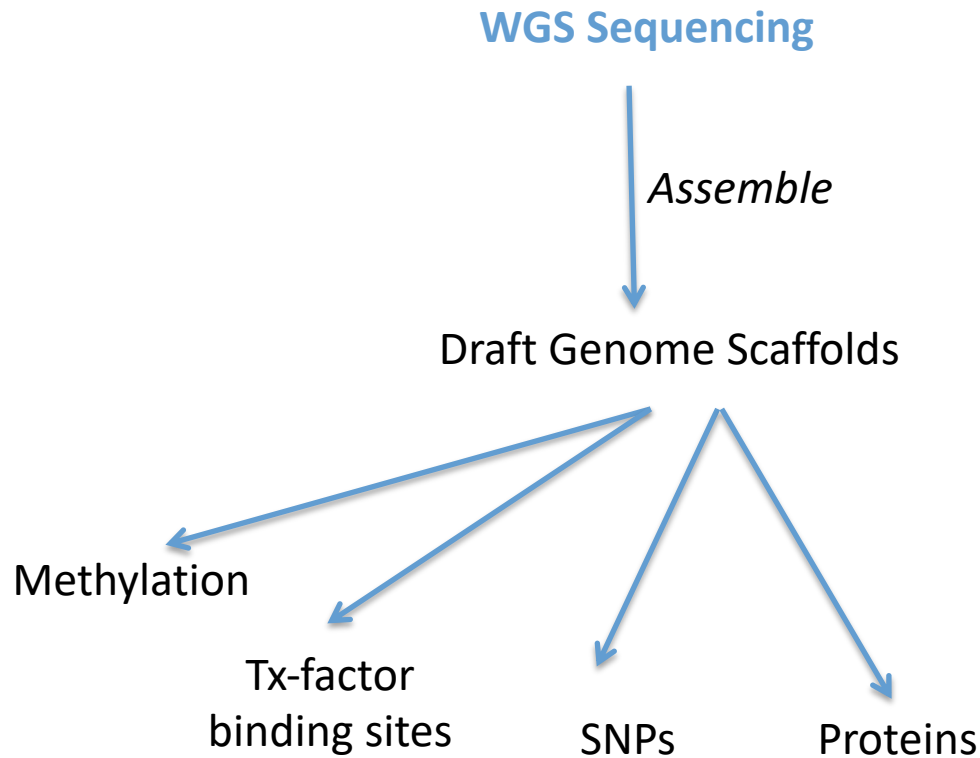 WGS Sequencing
Assemble
Draft Genome Scaffolds
Methylation
Tx-factor
binding sites
SNPs
Proteins